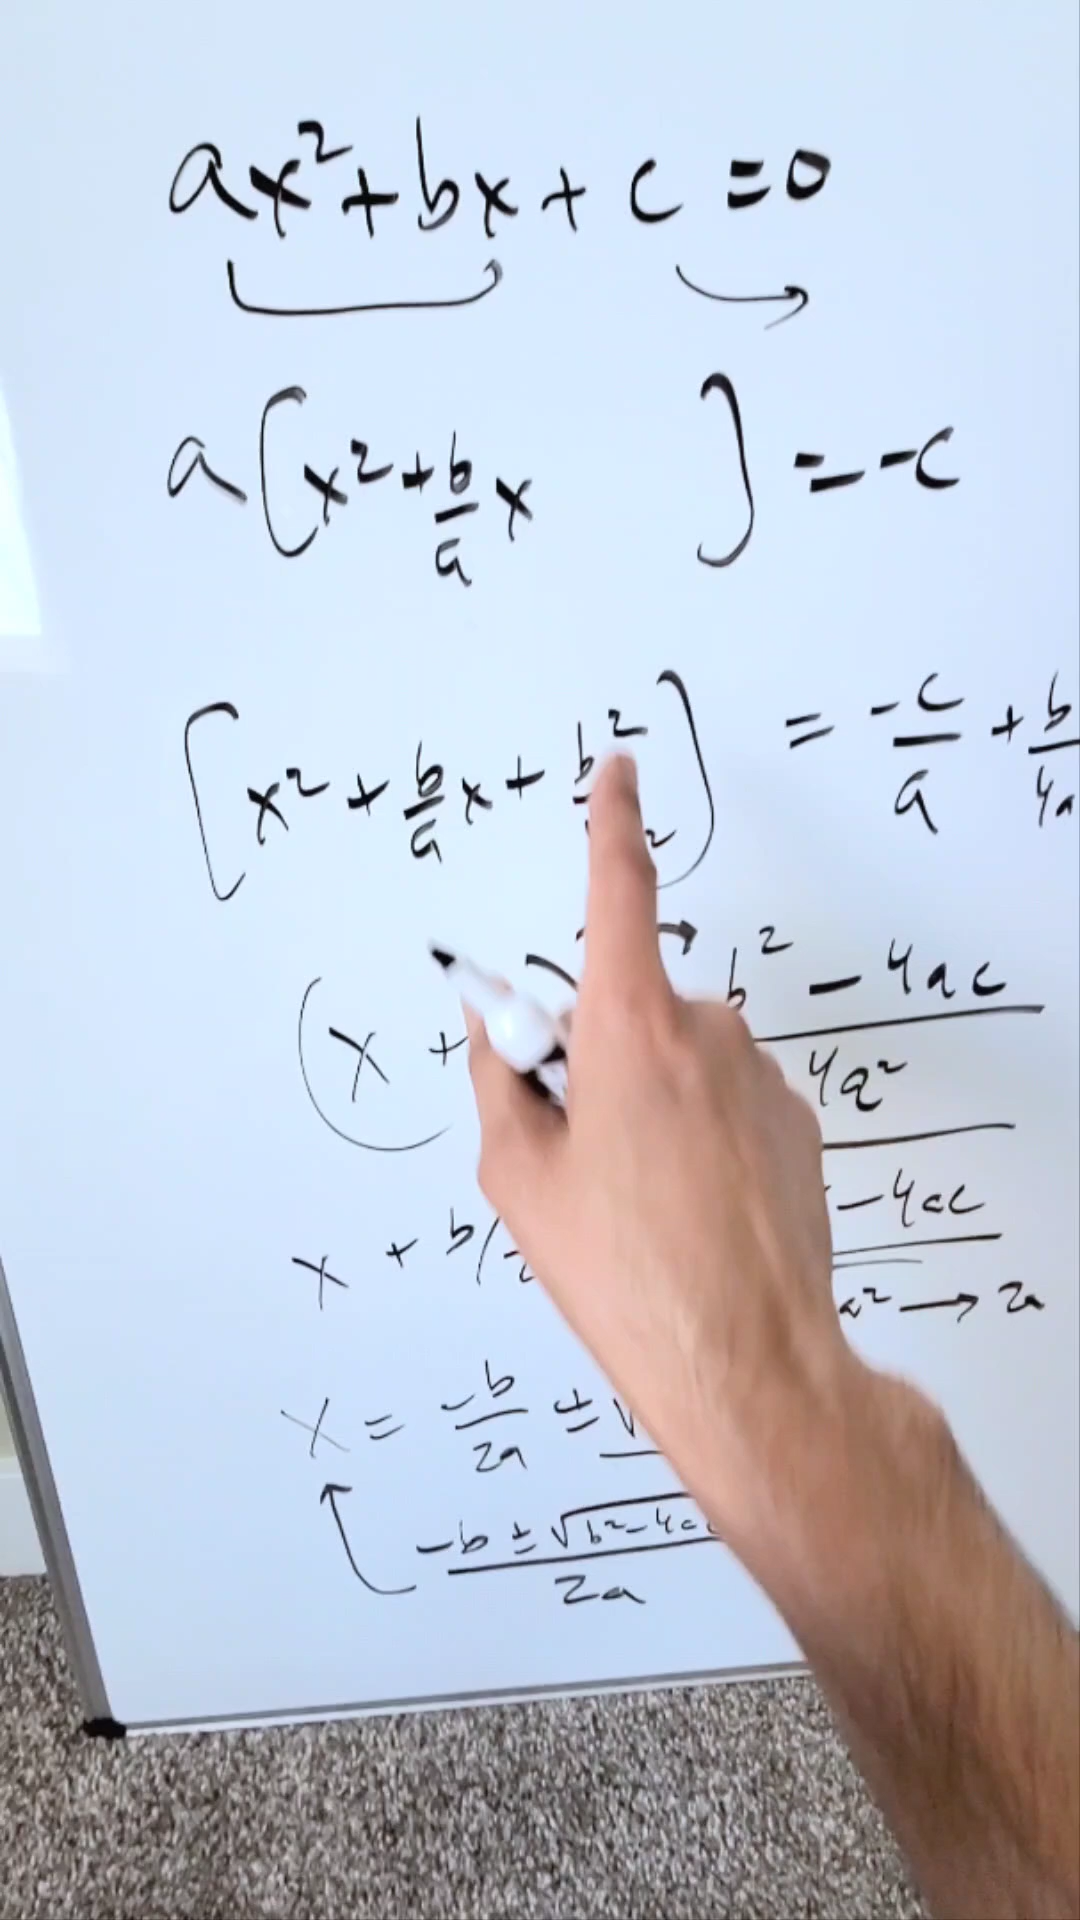 ax² + bx + c = 0
a[x² + b/a x ] = -c
[x² + b/a x + b² 2] = -c/a + b/4a
(x + b² - 4ac / 4a²
x + b/ - 4ac / a² → 2a
x = -b/2a ± √
-b ± √b² - 4ac / 2a